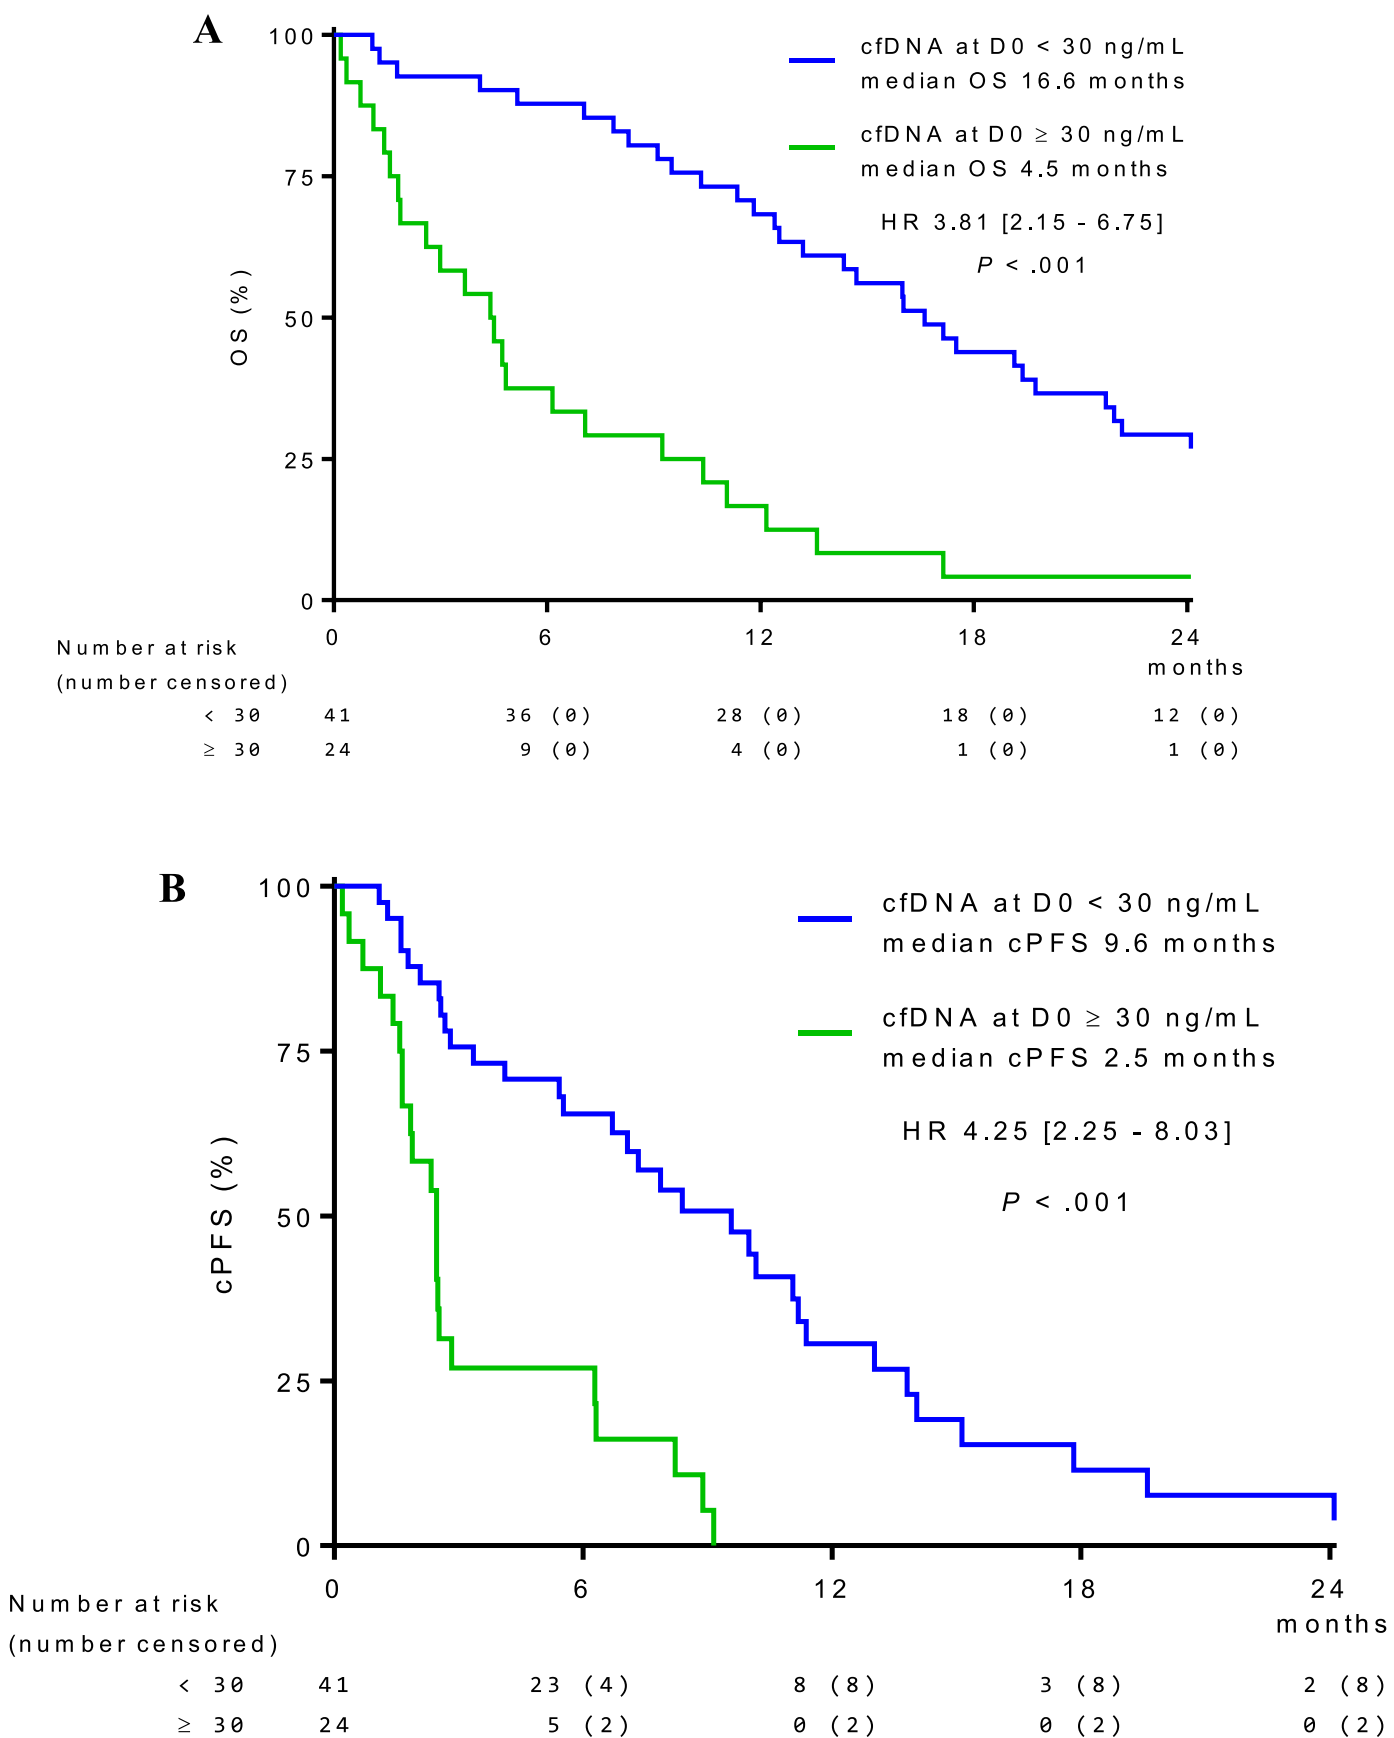 A
100
75
50
25
0
OS (%)
cfDNA at D0 < 30 ng/mL
median OS 16.6 months
cfDNA at D0 ≥ 30 ng/mL
median OS 4.5 months
HR 3.81 [2.15 - 6.75]
P < .001
0 6 12 18 24
months
Number at risk
(number censored)
< 30 41 36 (0) 28 (0) 18 (0) 12 (0)
≥ 30 24 9 (0) 4 (0) 1 (0) 1 (0)
B
100
75
50
25
0
cPFS (%)
cfDNA at D0 < 30 ng/mL
median cPFS 9.6 months
cfDNA at D0 ≥ 30 ng/mL
median cPFS 2.5 months
HR 4.25 [2.25 - 8.03]
P < .001
0 6 12 18 24
months
Number at risk
(number censored)
< 30 41 23 (4) 8 (8) 3 (8) 2 (8)
≥ 30 24 5 (2) 0 (2) 0 (2) 0 (2)